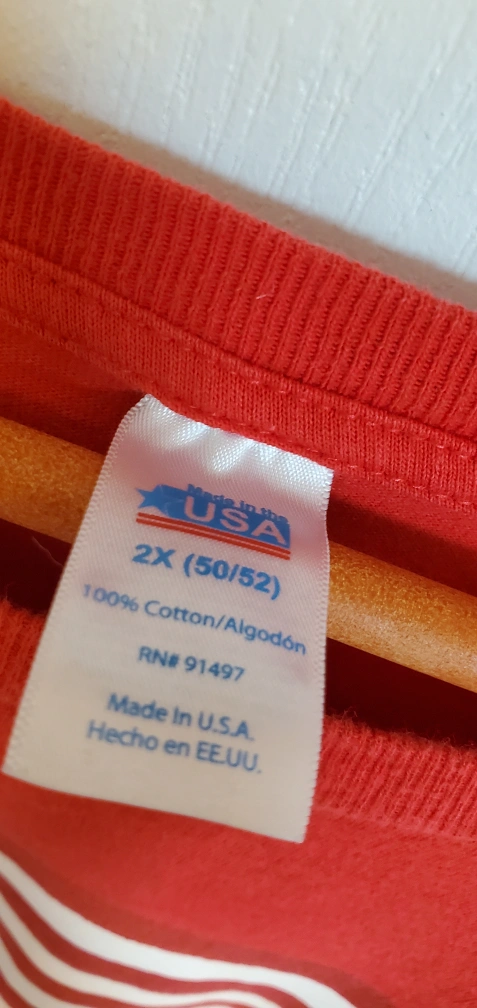 Made in the
USA
2X (50/52)
100% Cotton/Algodón
RN# 91497
Made In U.S.A.
Hecho en EE.UU.